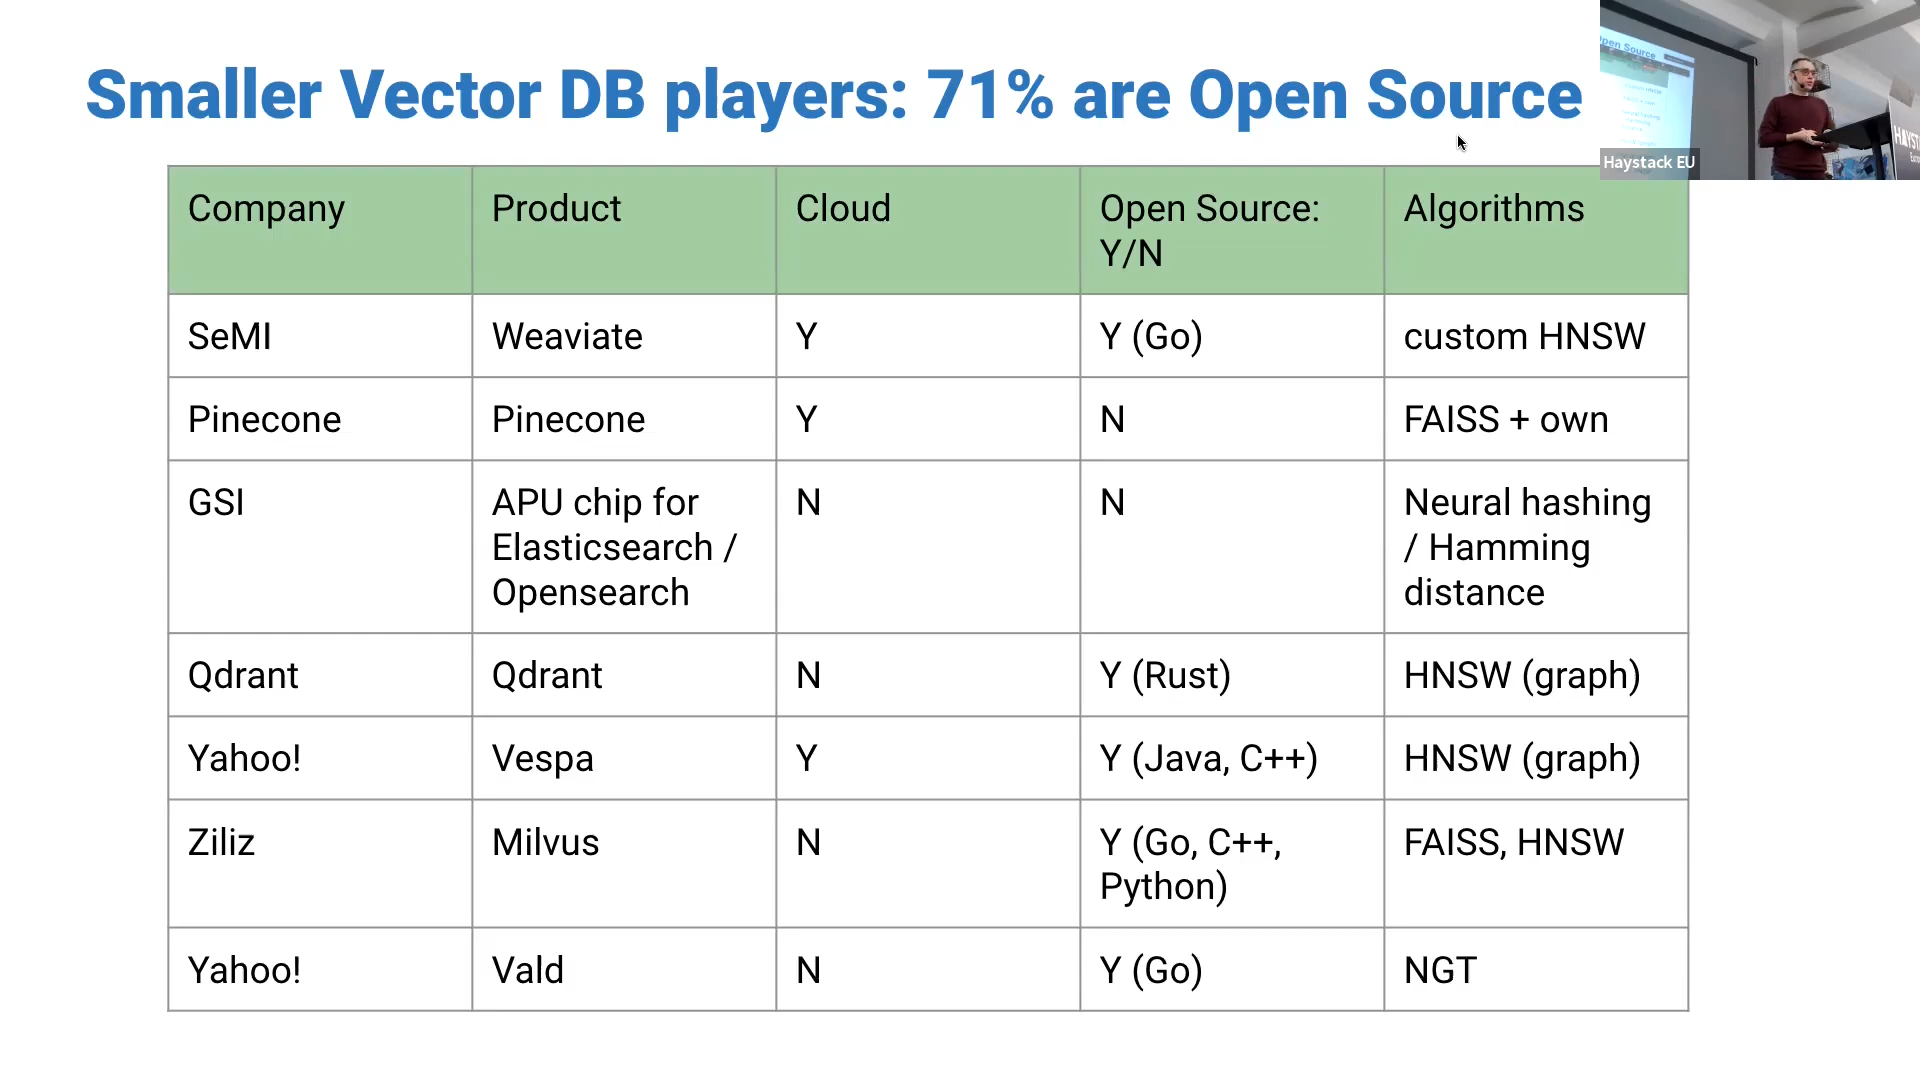 Smaller Vector DB players: 71% are Open Source
Haystack EU
Company
Product
Cloud
Open Source:
Y/N
Algorithms
SeMI
Weaviate
Y
Y (Go)
custom HNSW
Pinecone
Pinecone
Y
N
FAISS + own
GSI
APU chip for
Elasticsearch /
Opensearch
N
N
Neural hashing
/ Hamming
distance
Qdrant
Qdrant
N
Y (Rust)
HNSW (graph)
Yahoo!
Vespa
Y
Y (Java, C++)
HNSW (graph)
Ziliz
Milvus
N
Y (Go, C++,
Python)
FAISS, HNSW
Yahoo!
Vald
N
Y (Go)
NGT